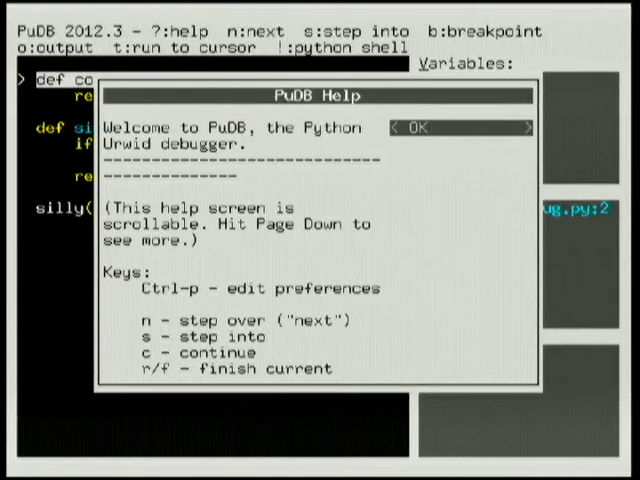 PuDB 2012.3 - ?:help  n:next  s:step into  b:breakpoint
o:output  t:run to cursor  !:python shell
Variables:
> def co
re
PuDB Help
def si
Welcome to PuDB, the Python
< OK >
if
Urwid debugger.
-----------------------------
re
--------------
silly(
(This help screen is
ug.py:2
scrollable. Hit Page Down to
see more.)
Keys:
Ctrl-p - edit preferences
n - step over ("next")
s - step into
c - continue
r/f - finish current